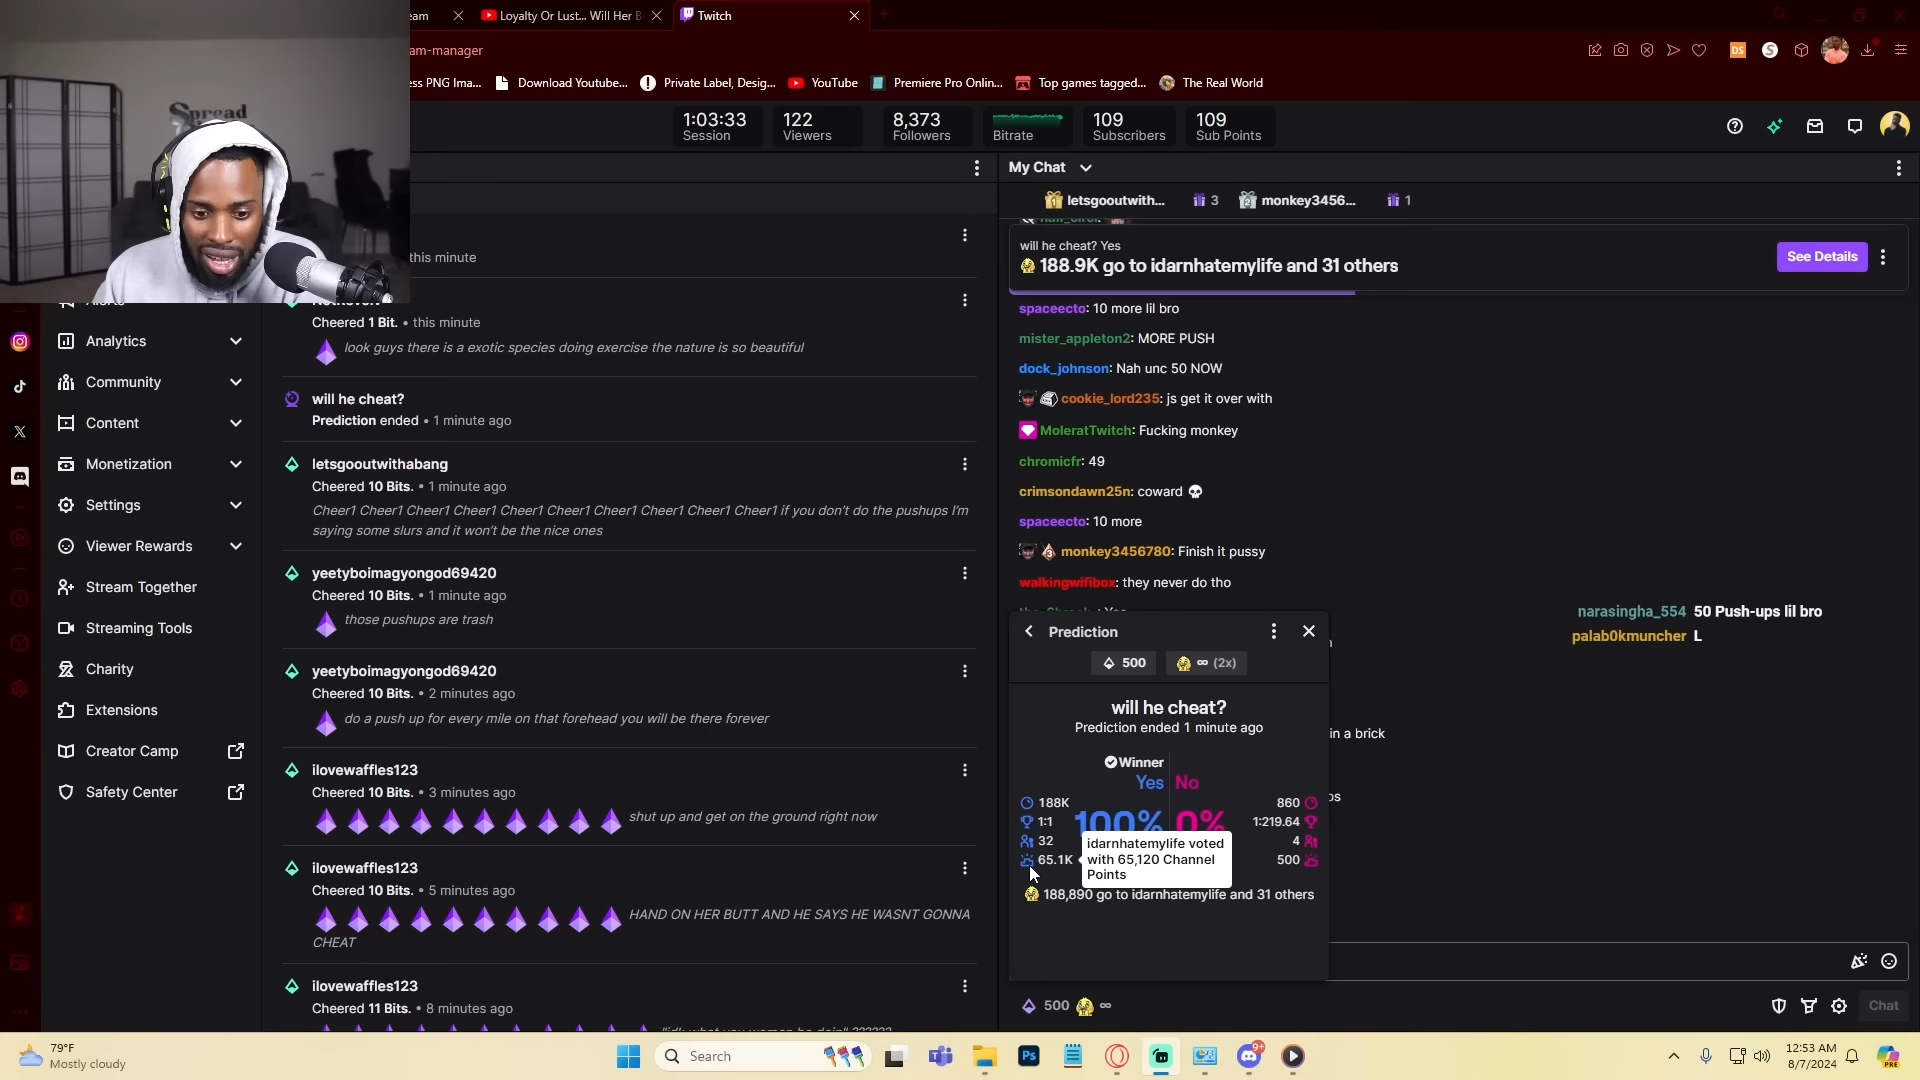 eam
Loyalty Or Lust... Will Her B
Twitch
am-manager
ess PNG Ima...
Download Youtube...
Private Label, Desig...
YouTube
Premiere Pro Onlin...
Top games tagged...
The Real World
Spread
1:03:33
Session
122
Viewers
8,373
Followers
Bitrate
109
Subscribers
109
Sub Points
My Chat
letsgooutwith...
3
monkey3456...
1
this minute
Cheered 1 Bit. • this minute
look guys there is a exotic species doing exercise the nature is so beautiful
will he cheat?
Prediction ended • 1 minute ago
letsgooutwithabang
Cheered 10 Bits. • 1 minute ago
Cheer1 Cheer1 Cheer1 Cheer1 Cheer1 Cheer1 Cheer1 Cheer1 Cheer1 Cheer1 if you don't do the pushups I'm
saying some slurs and it won't be the nice ones
yeetyboimagyongod69420
Cheered 10 Bits. • 1 minute ago
those pushups are trash
yeetyboimagyongod69420
Cheered 10 Bits. • 2 minutes ago
do a push up for every mile on that forehead you will be there forever
ilovewaffles123
Cheered 10 Bits. • 3 minutes ago
shut up and get on the ground right now
ilovewaffles123
Cheered 10 Bits. • 5 minutes ago
HAND ON HER BUTT AND HE SAYS HE WASNT GONNA
CHEAT
ilovewaffles123
Cheered 11 Bits. • 8 minutes ago
Analytics
Community
Content
Monetization
Settings
Viewer Rewards
Stream Together
Streaming Tools
Charity
Extensions
Creator Camp
Safety Center
will he cheat? Yes
188.9K go to idarnhatemylife and 31 others
See Details
spaceecto: 10 more lil bro
mister_appleton2: MORE PUSH
dock_johnson: Nah unc 50 NOW
cookie_lord235: js get it over with
MoleratTwitch: Fucking monkey
chromicfr: 49
crimsondawn25n: coward
spaceecto: 10 more
monkey3456780: Finish it pussy
walkingwifibox: they never do tho
narasingha_554 50 Push-ups lil bro
palab0kmuncher L
in a brick
os
Prediction
500
∞ (2x)
will he cheat?
Prediction ended 1 minute ago
Winner
Yes No
188K 100% 0% 860
1:1 1:219.64
32 4
65.1K 500
idarnhatemylife voted
with 65,120 Channel
Points
188,890 go to idarnhatemylife and 31 others
500 ∞
Chat
79°F
Mostly cloudy
Search
Ps
9+
12:53 AM
8/7/2024
PRE